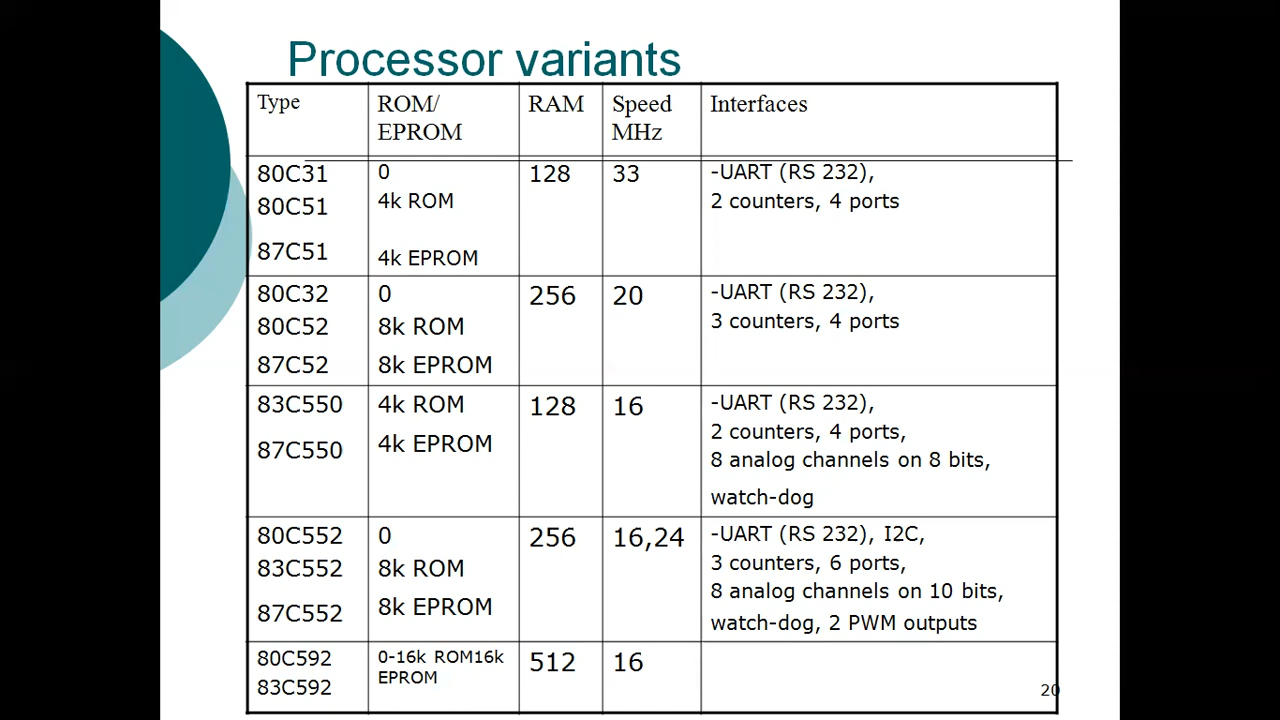 Processor variants
Type
ROM/
EPROM
RAM
Speed
MHz
Interfaces
80C31
80C51
87C51
0
4k ROM
4k EPROM
128
33
-UART (RS 232),
2 counters, 4 ports
80C32
80C52
87C52
0
8k ROM
8k EPROM
256
20
-UART (RS 232),
3 counters, 4 ports
83C550
87C550
4k ROM
4k EPROM
128
16
-UART (RS 232),
2 counters, 4 ports,
8 analog channels on 8 bits,
watch-dog
80C552
83C552
87C552
0
8k ROM
8k EPROM
256
16,24
-UART (RS 232), I2C,
3 counters, 6 ports,
8 analog channels on 10 bits,
watch-dog, 2 PWM outputs
80C592
83C592
0-16k ROM16k
EPROM
512
16
20